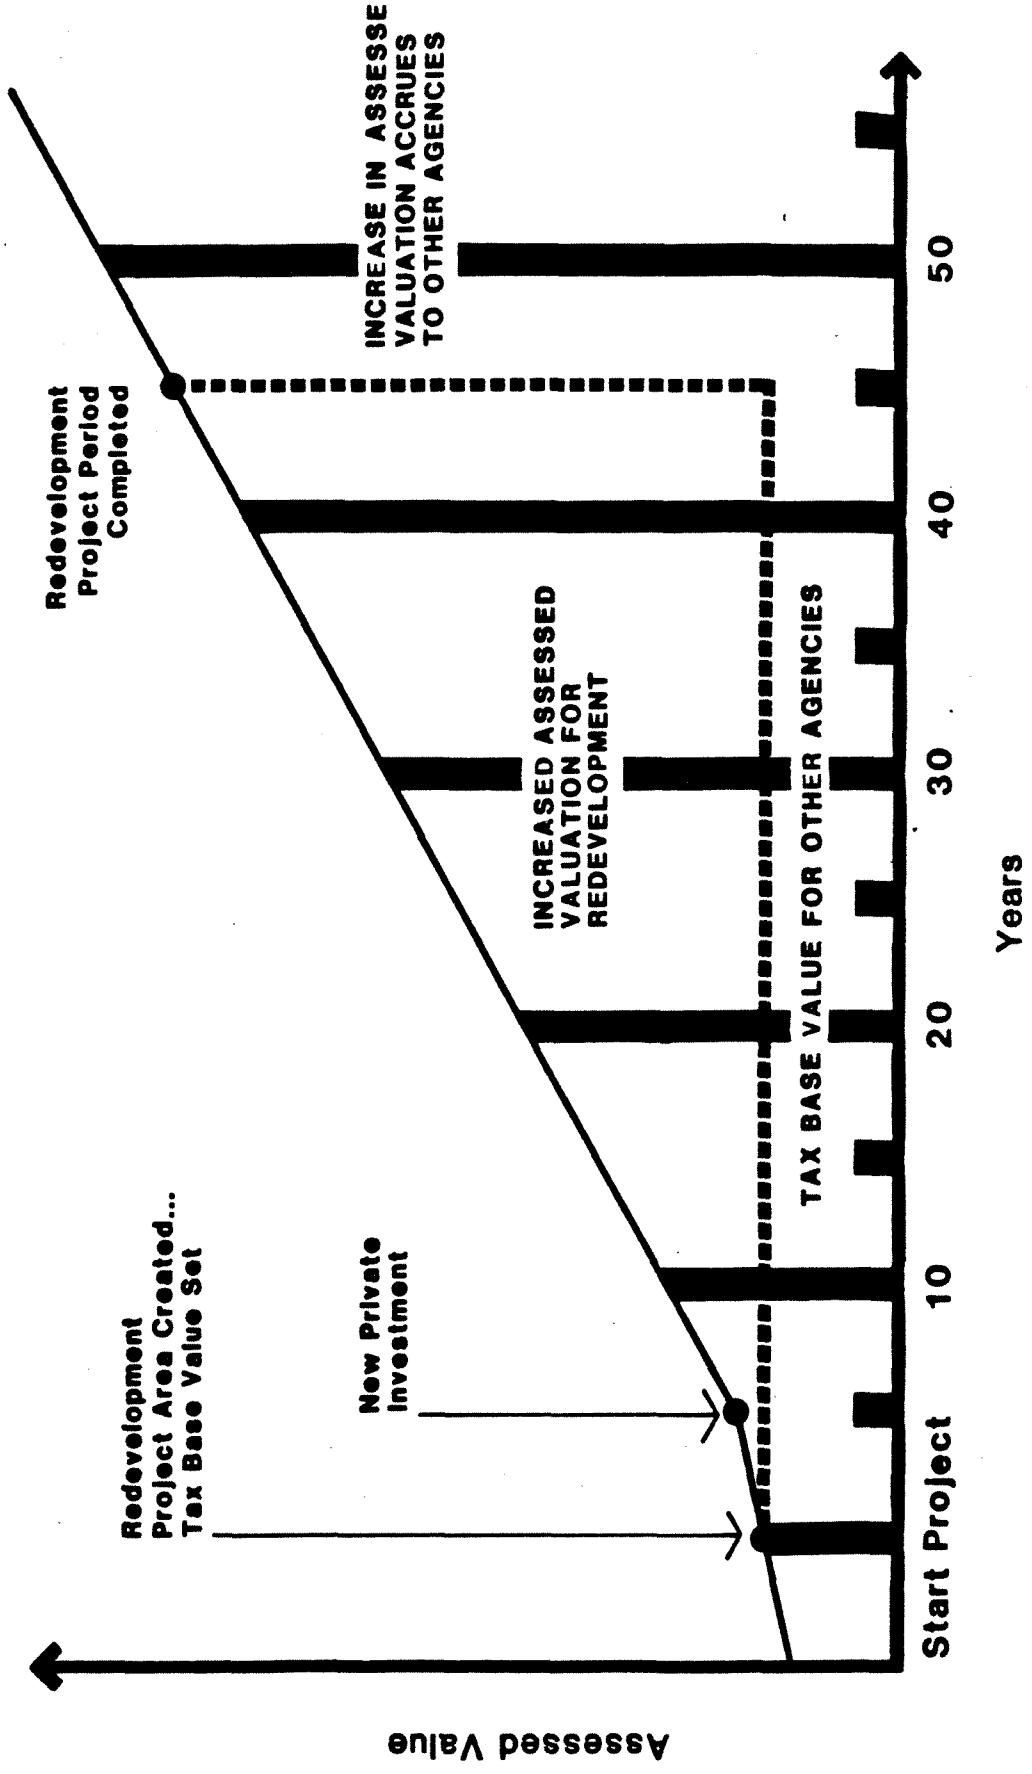 Redevelopment
Project Area Created...
Tax Base Value Set
New Private
Investment
Redevelopment
Project Period
Completed
INCREASE IN ASSESSE
VALUATION ACCRUES
TO OTHER AGENCIES
INCREASED ASSESSED
VALUATION FOR
REDEVELOPMENT
TAX BASE VALUE FOR OTHER AGENCIES
Assessed Value
Start Project
10
20
30
40
50
Years